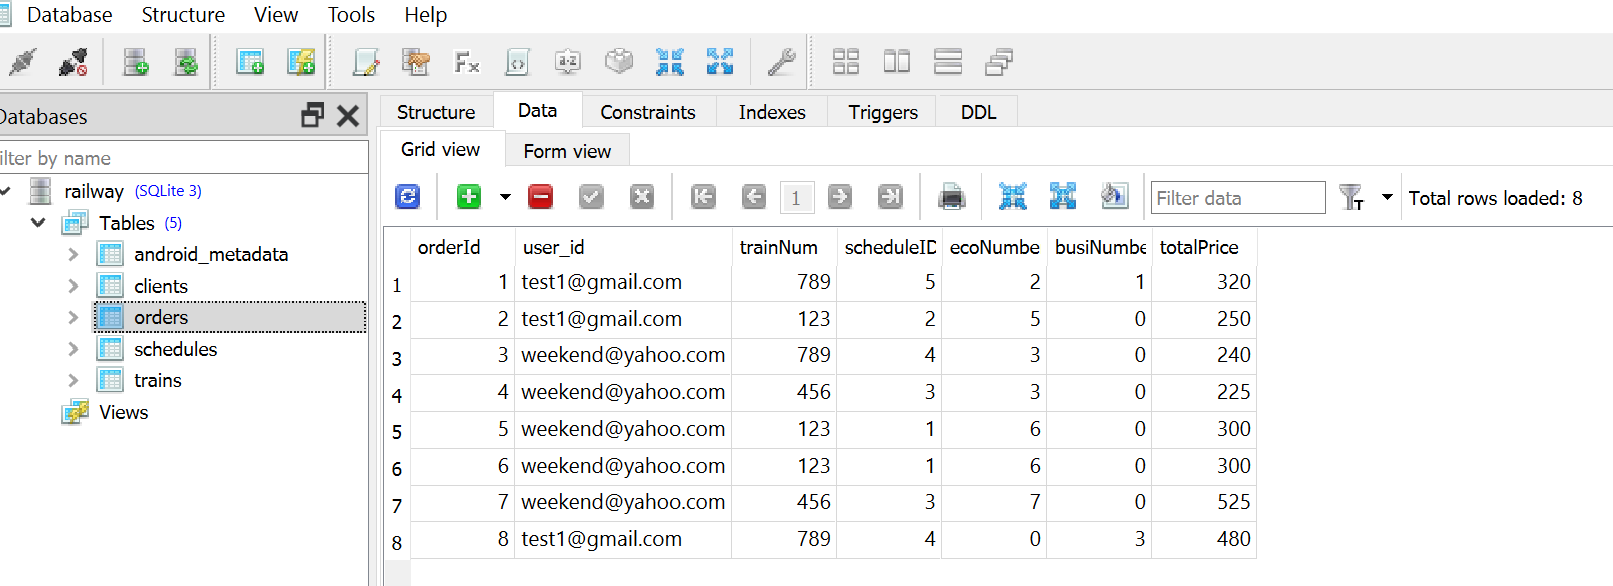 Database Structure View Tools Help
Databases
ilter by name
railway (SQLite 3)
Tables (5)
android_metadata
clients
orders
schedules
trains
Views
Structure Data Constraints Indexes Triggers DDL
Grid view Form view
1 Filter data Total rows loaded: 8
orderId user_id trainNum scheduleID ecoNumbe busiNumbe totalPrice
1 1 test1@gmail.com 789 5 2 1 320
2 2 test1@gmail.com 123 2 5 0 250
3 3 weekend@yahoo.com 789 4 3 0 240
4 4 weekend@yahoo.com 456 3 3 0 225
5 5 weekend@yahoo.com 123 1 6 0 300
6 6 weekend@yahoo.com 123 1 6 0 300
7 7 weekend@yahoo.com 456 3 7 0 525
8 8 test1@gmail.com 789 4 0 3 480